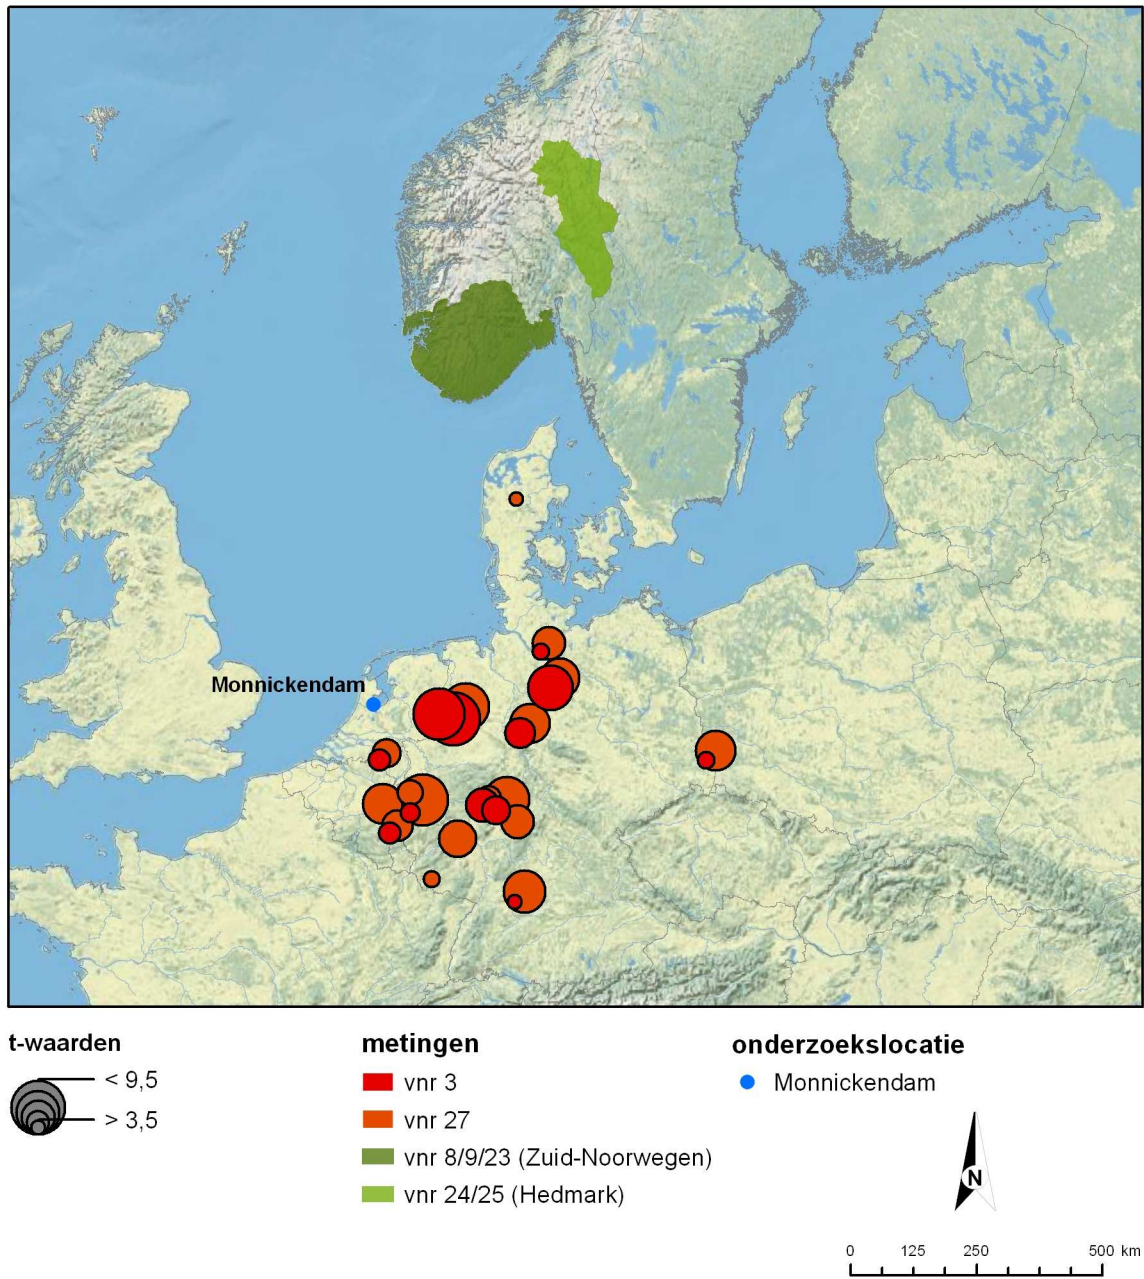 Monnickendam
t-waarden
< 9,5
> 3,5
metingen
vnr 3
vnr 27
vnr 8/9/23 (Zuid-Noorwegen)
vnr 24/25 (Hedmark)
onderzoekslocatie
Monnickendam
N
0 125 250 500 km